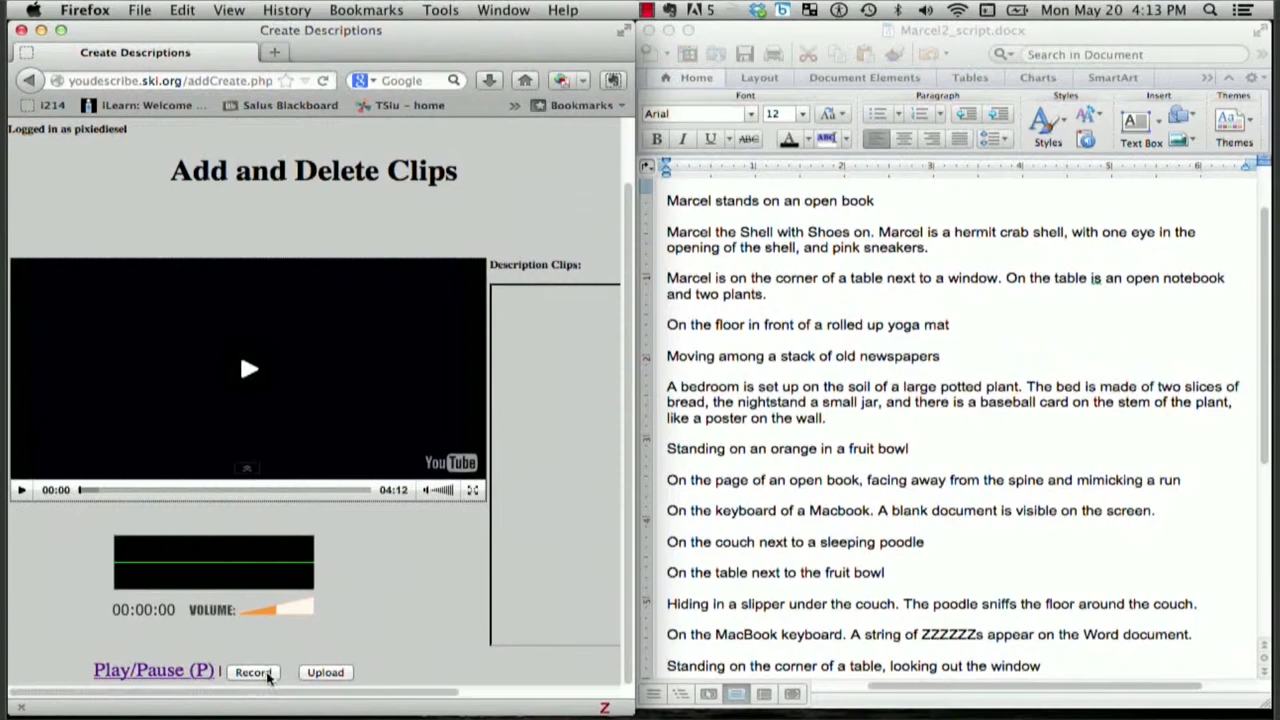 Firefox File Edit View History Bookmarks Tools Window Help
5 Mon May 20 4:13 PM
Create Descriptions
Create Descriptions
youdescribe.ski.org/addCreate.php
Google
i214 iLearn: Welcome ... Salus Blackboard TSiu - home Bookmarks
Logged in as pixiediesel
Add and Delete Clips
Description Clips:
YouTube
00:00 04:12
00:00:00 VOLUME:
Play/Pause (P) | Record Upload
Z
Marcel2_script.docx
Search in Document
Home Layout Document Elements Tables Charts SmartArt
Font Paragraph Styles Insert Themes
Arial 12
B I U ABC A ABC Styles Text Box Themes
1 2 3 4 5 6
Marcel stands on an open book
Marcel the Shell with Shoes on. Marcel is a hermit crab shell, with one eye in the
opening of the shell, and pink sneakers.
Marcel is on the corner of a table next to a window. On the table is an open notebook
and two plants.
On the floor in front of a rolled up yoga mat
Moving among a stack of old newspapers
A bedroom is set up on the soil of a large potted plant. The bed is made of two slices of
bread, the nightstand a small jar, and there is a baseball card on the stem of the plant,
like a poster on the wall.
Standing on an orange in a fruit bowl
On the page of an open book, facing away from the spine and mimicking a run
On the keyboard of a Macbook. A blank document is visible on the screen.
On the couch next to a sleeping poodle
On the table next to the fruit bowl
Hiding in a slipper under the couch. The poodle sniffs the floor around the couch.
On the MacBook keyboard. A string of ZZZZZZs appear on the Word document.
Standing on the corner of a table, looking out the window